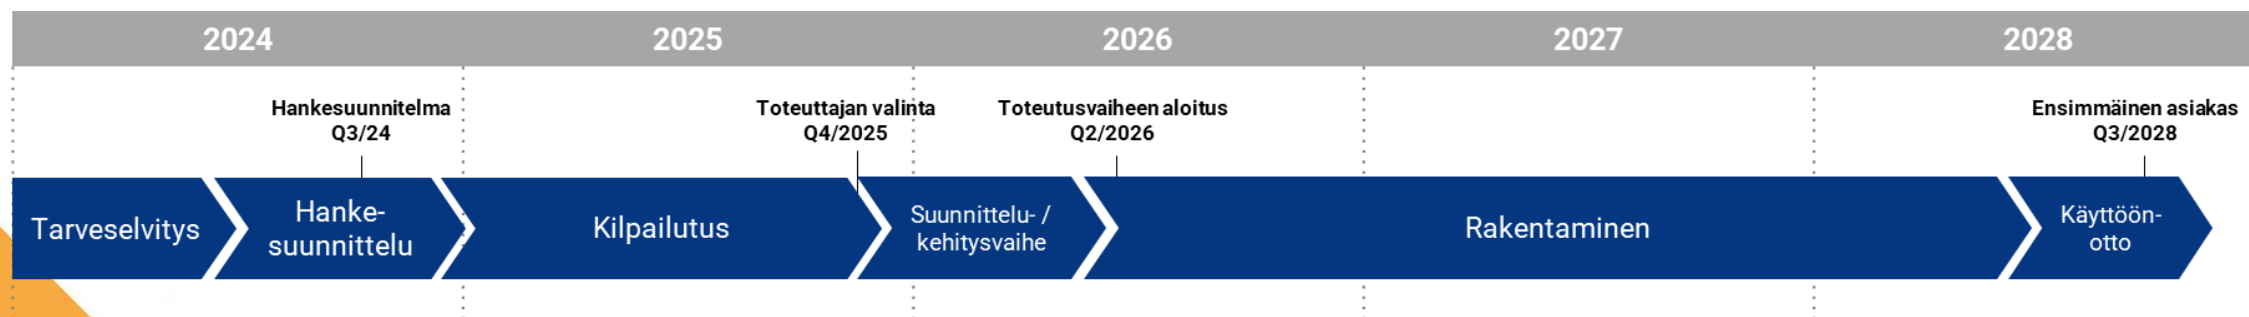 2024
2025
2026
2027
2028
Hankesuunnitelma
Q3/24
Toteuttajan valinta
Q4/2025
Toteutusvaiheen aloitus
Q2/2026
Ensimmäinen asiakas
Q3/2028
Tarveselvitys
Hanke-
suunnittelu
Kilpailutus
Suunnittelu- /
kehitysvaihe
Rakentaminen
Käyttöön-
otto